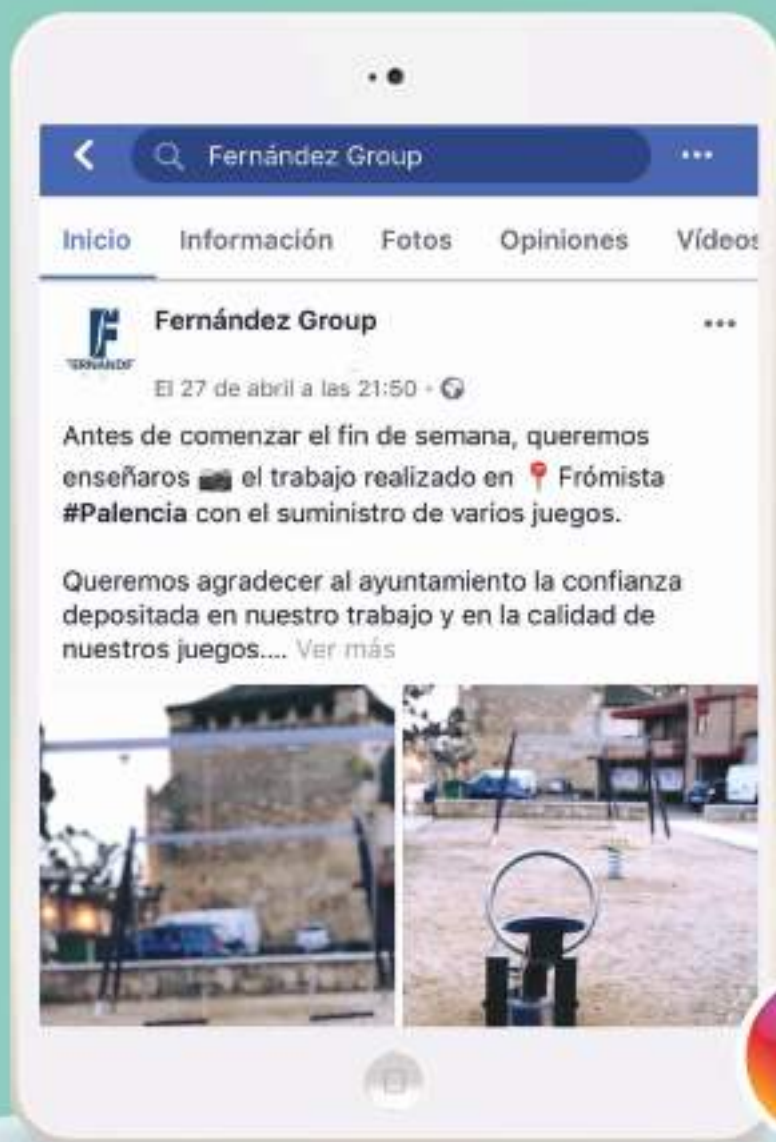 Fernández Group
Inicio Información Fotos Opiniones Vídeos
Fernández Group
El 27 de abril a las 21:50
Antes de comenzar el fin de semana, queremos
enseñaros 📷 el trabajo realizado en 📍 Frómista
#Palencia con el suministro de varios juegos.
Queremos agradecer al ayuntamiento la confianza
depositada en nuestro trabajo y en la calidad de
nuestros juegos.... Ver más